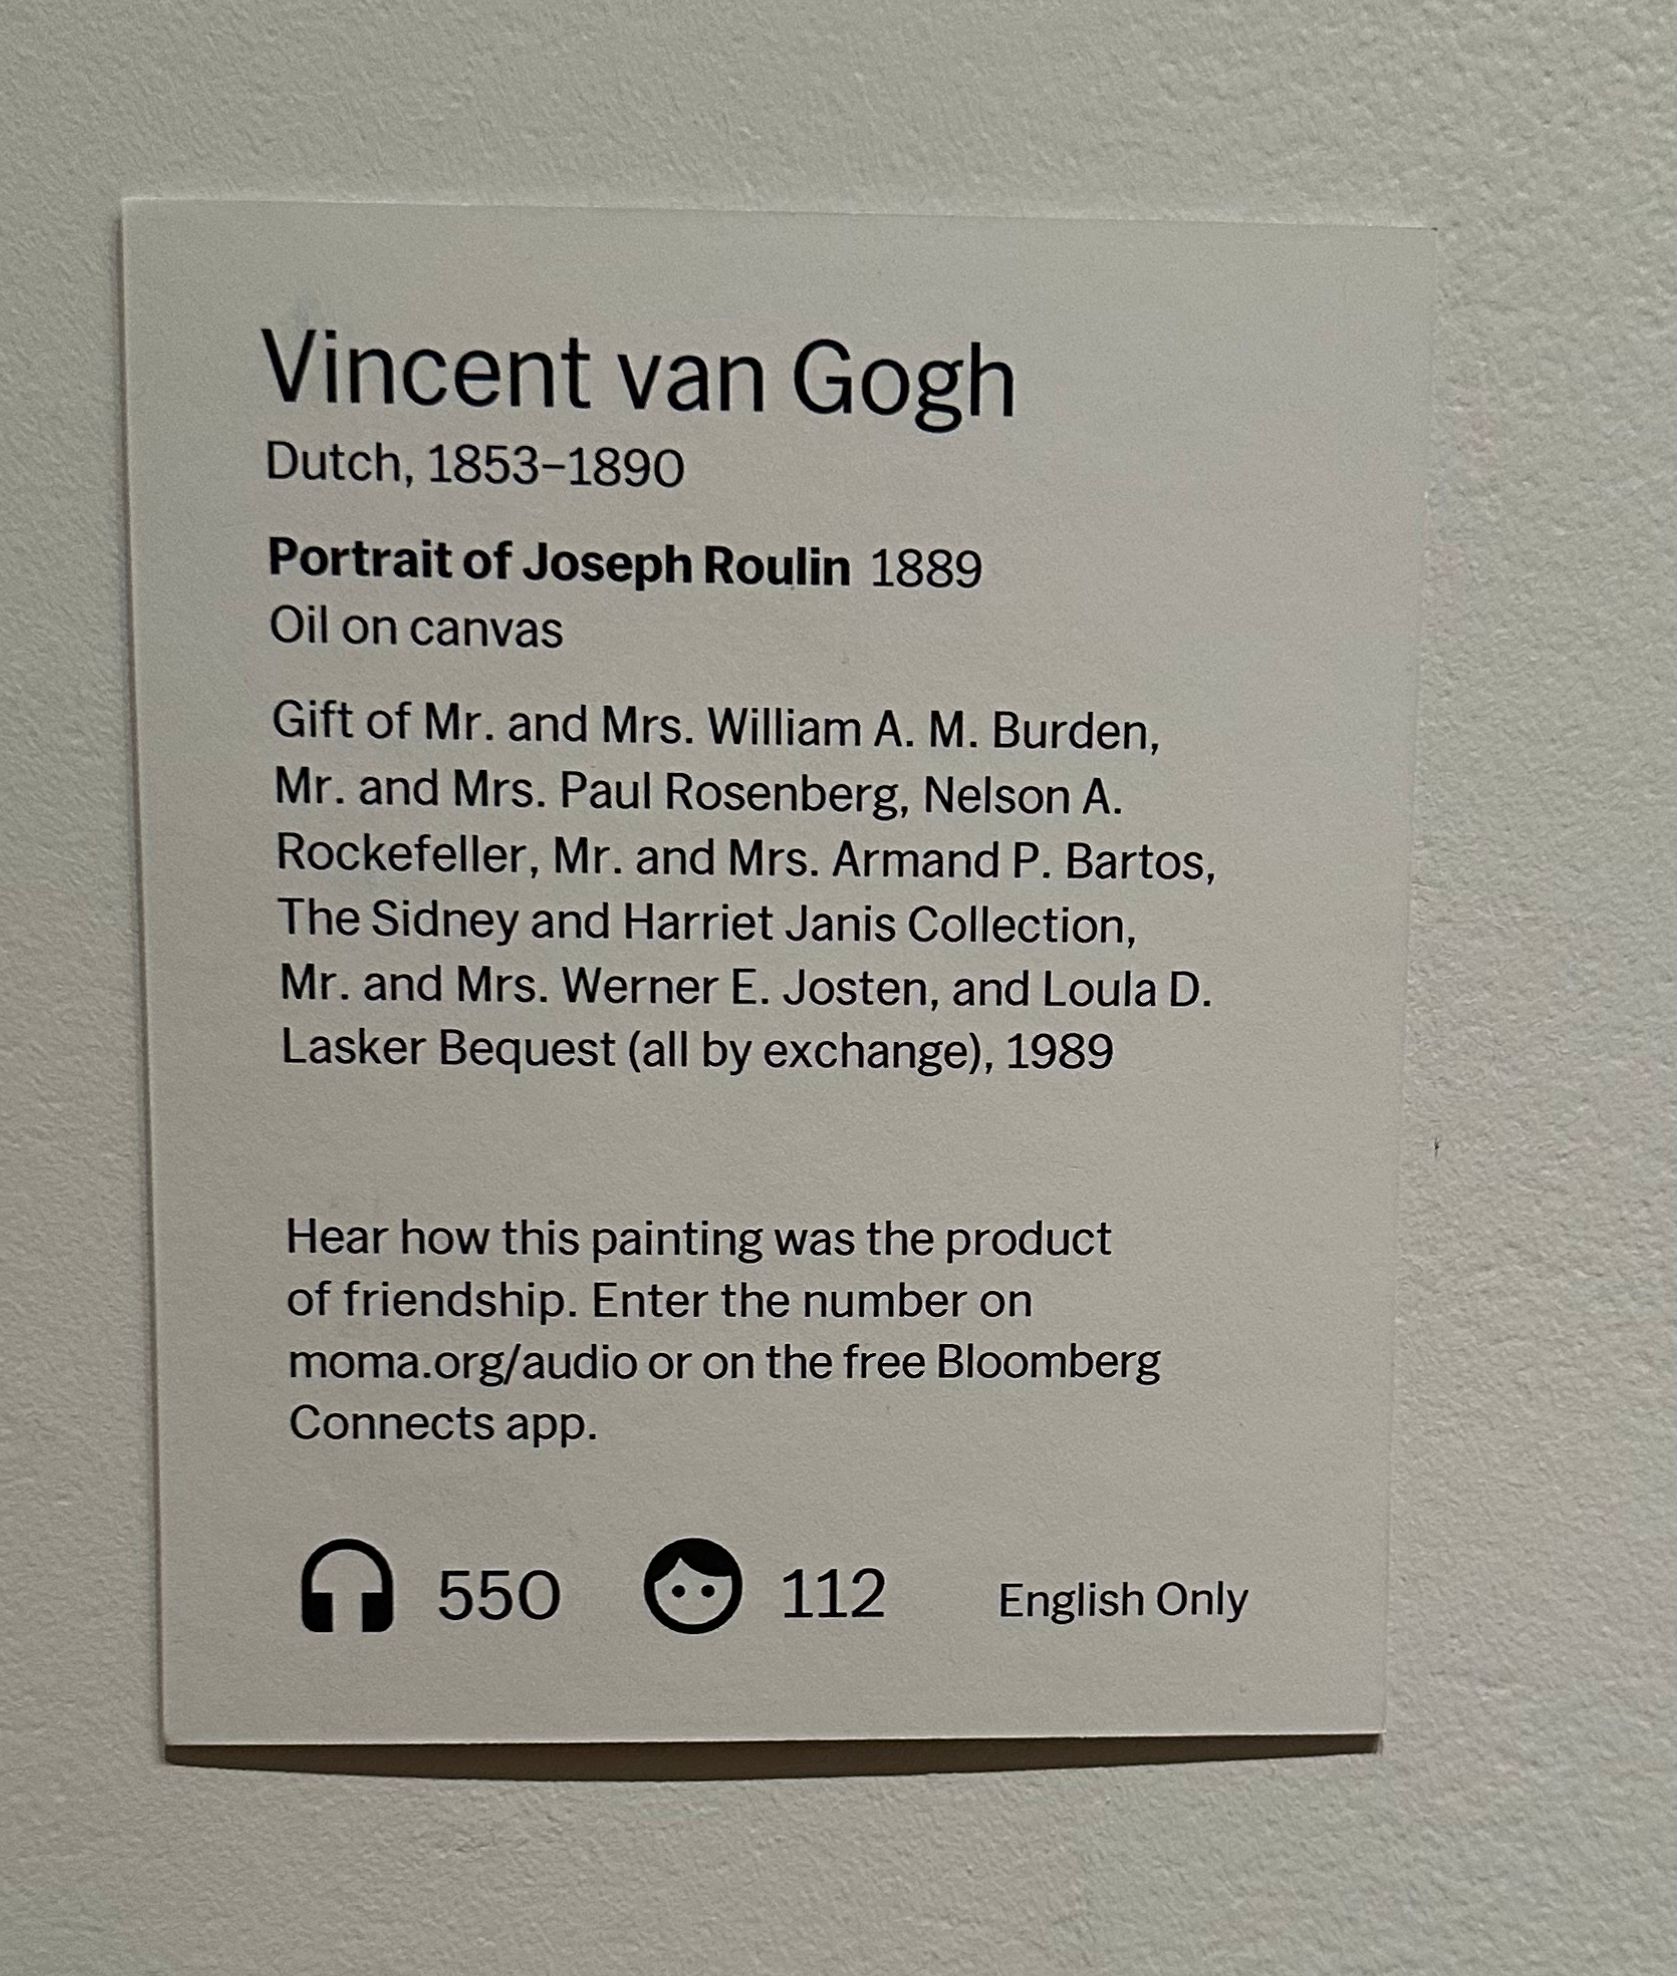 Vincent van Gogh
Dutch, 1853–1890
Portrait of Joseph Roulin 1889
Oil on canvas
Gift of Mr. and Mrs. William A. M. Burden,
Mr. and Mrs. Paul Rosenberg, Nelson A.
Rockefeller, Mr. and Mrs. Armand P. Bartos,
The Sidney and Harriet Janis Collection,
Mr. and Mrs. Werner E. Josten, and Loula D.
Lasker Bequest (all by exchange), 1989
Hear how this painting was the product
of friendship. Enter the number on
moma.org/audio or on the free Bloomberg
Connects app.
550 112 English Only